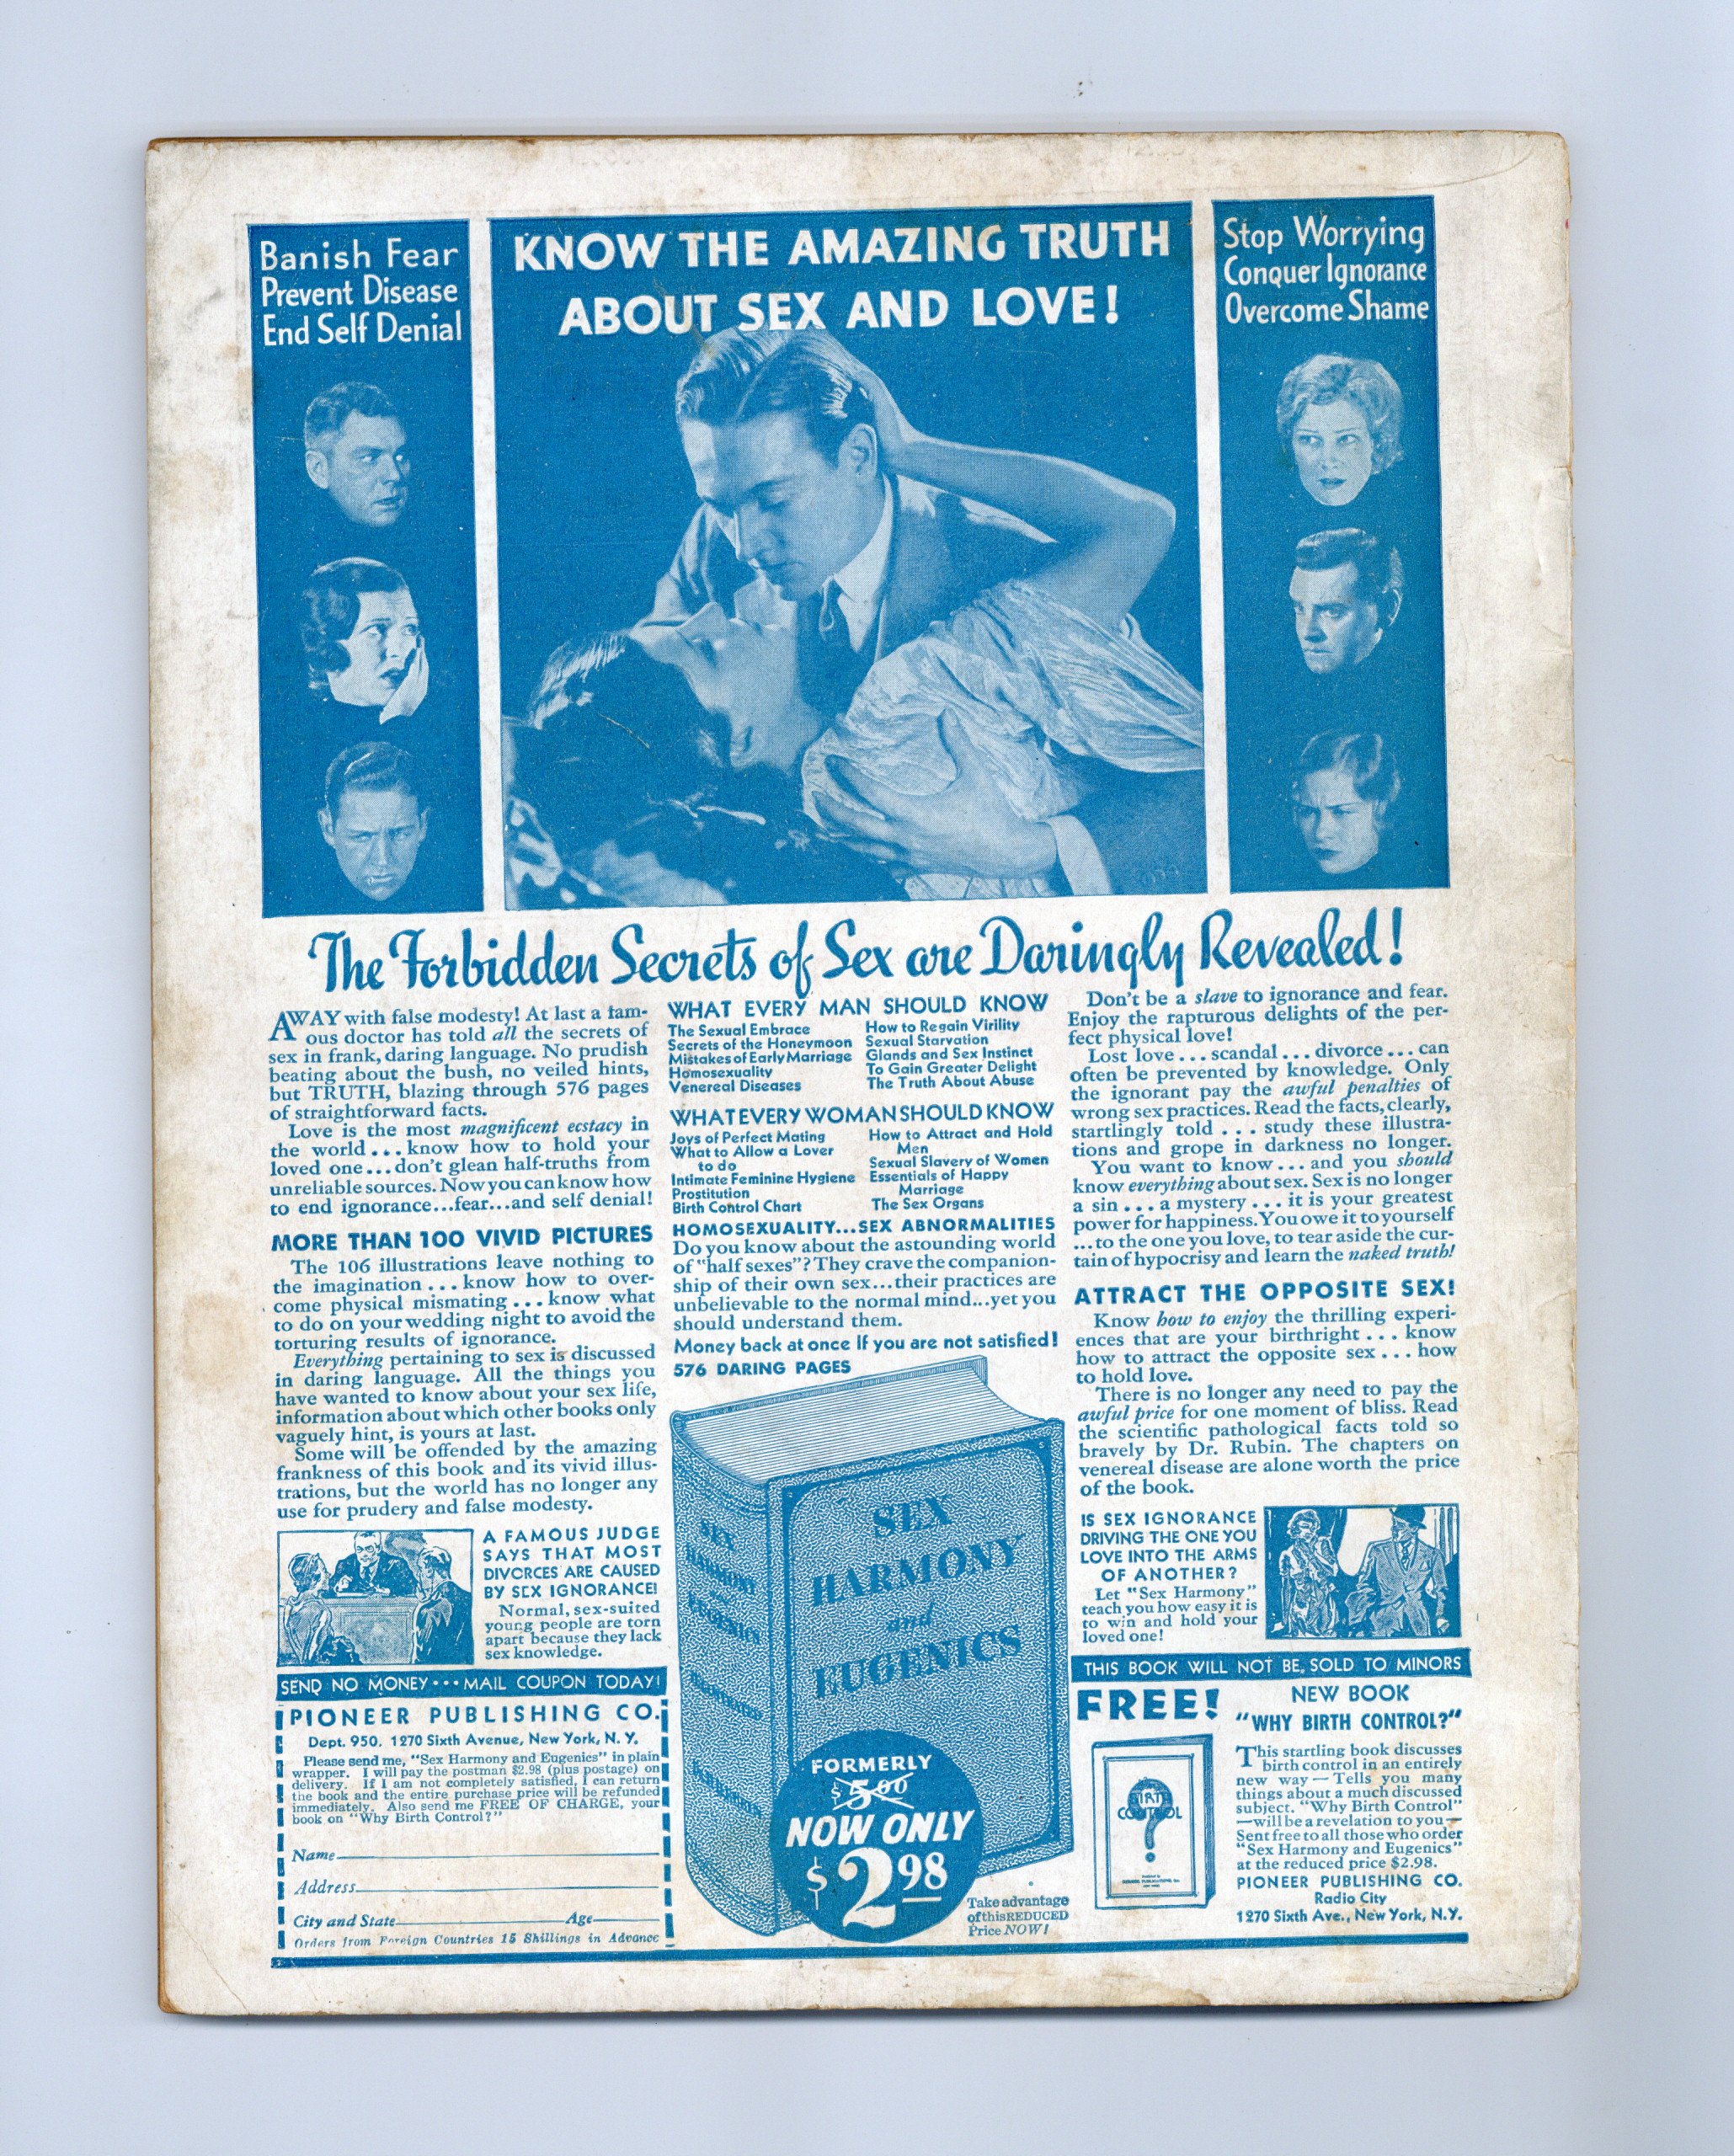 Banish Fear
Prevent Disease
End Self Denial
KNOW THE AMAZING TRUTH
ABOUT SEX AND LOVE!
Stop Worrying
Conquer Ignorance
Overcome Shame
The Forbidden Secrets of Sex are Daringly Revealed!
AWAY with false modesty! At last a fam-
ous doctor has told all the secrets of
sex in frank, daring language. No prudish
beating about the bush, no veiled hints,
but TRUTH, blazing through 576 pages
of straightforward facts.
Love is the most magnificent ecstacy in
the world ... know how to hold your
loved one ... don't glean half-truths from
unreliable sources. Now you can know how
to end ignorance...fear...and self denial!
MORE THAN 100 VIVID PICTURES
The 106 illustrations leave nothing to
the imagination ... know how to over-
come physical mismating ... know what
to do on your wedding night to avoid the
torturing results of ignorance.
Everything pertaining to sex is discussed
in daring language. All the things you
have wanted to know about your sex life,
information about which other books only
vaguely hint, is yours at last.
Some will be offended by the amazing
frankness of this book and its vivid illus-
trations, but the world has no longer any
use for prudery and false modesty.
A FAMOUS JUDGE
SAYS THAT MOST
DIVORCES ARE CAUSED
BY SEX IGNORANCE!
Normal, sex-suited
young people are torn
apart because they lack
sex knowledge.
SEND NO MONEY ••• MAIL COUPON TODAY!
PIONEER PUBLISHING CO.
Dept. 950, 1270 Sixth Avenue, New York, N. Y.
Please send me, "Sex Harmony and Eugenics" in plain
wrapper. I will pay the postman $2.98 (plus postage) on
delivery. If I am not completely satisfied, I can return
the book and the entire purchase price will be refunded
immediately. Also send me FREE OF CHARGE, your
book on "Why Birth Control?"
Name
Address
City and State Age
Orders from Foreign Countries 15 Shillings in Advance
WHAT EVERY MAN SHOULD KNOW
The Sexual Embrace
Secrets of the Honeymoon
Mistakes of Early Marriage
Homosexuality
Venereal Diseases
How to Regain Virility
Sexual Starvation
Glands and Sex Instinct
To Gain Greater Delight
The Truth About Abuse
WHAT EVERY WOMAN SHOULD KNOW
Joys of Perfect Mating
What to Allow a Lover
to do
Intimate Feminine Hygiene
Prostitution
Birth Control Chart
How to Attract and Hold
Men
Sexual Slavery of Women
Essentials of Happy
Marriage
The Sex Organs
HOMOSEXUALITY...SEX ABNORMALITIES
Do you know about the astounding world
of "half sexes"? They crave the companion-
ship of their own sex...their practices are
unbelievable to the normal mind...yet you
should understand them.
Money back at once If you are not satisfied!
576 DARING PAGES
SEX
HARMONY
and
EUGENICS
ILLUSTRATED
SEX
HARMONY
and
EUGENICS
FORMERLY
$5.00
NOW ONLY
$2.98
Take advantage
of this REDUCED
Price NOW!
Don't be a slave to ignorance and fear.
Enjoy the rapturous delights of the per-
fect physical love!
Lost love ... scandal ... divorce ... can
often be prevented by knowledge. Only
the ignorant pay the awful penalties of
wrong sex practices. Read the facts, clearly,
startlingly told ... study these illustra-
tions and grope in darkness no longer.
You want to know ... and you should
know everything about sex. Sex is no longer
a sin ... a mystery ... it is your greatest
power for happiness. You owe it to yourself
... to the one you love, to tear aside the cur-
tain of hypocrisy and learn the naked truth!
ATTRACT THE OPPOSITE SEX!
Know how to enjoy the thrilling experi-
ences that are your birthright ... know
how to attract the opposite sex ... how
to hold love.
There is no longer any need to pay the
awful price for one moment of bliss. Read
the scientific pathological facts told so
bravely by Dr. Rubin. The chapters on
venereal disease are alone worth the price
of the book.
IS SEX IGNORANCE
DRIVING THE ONE YOU
LOVE INTO THE ARMS
OF ANOTHER?
Let "Sex Harmony"
teach you how easy it is
to win and hold your
loved one!
THIS BOOK WILL NOT BE SOLD TO MINORS
FREE!
BIRTH
CONTROL
?
NEW BOOK
"WHY BIRTH CONTROL?"
This startling book discusses
birth control in an entirely
new way — Tells you many
things about a much discussed
subject. "Why Birth Control"
—will be a revelation to you—
Sent free to all those who order
"Sex Harmony and Eugenics"
at the reduced price $2.98.
PIONEER PUBLISHING CO.
Radio City
1270 Sixth Ave., New York, N.Y.